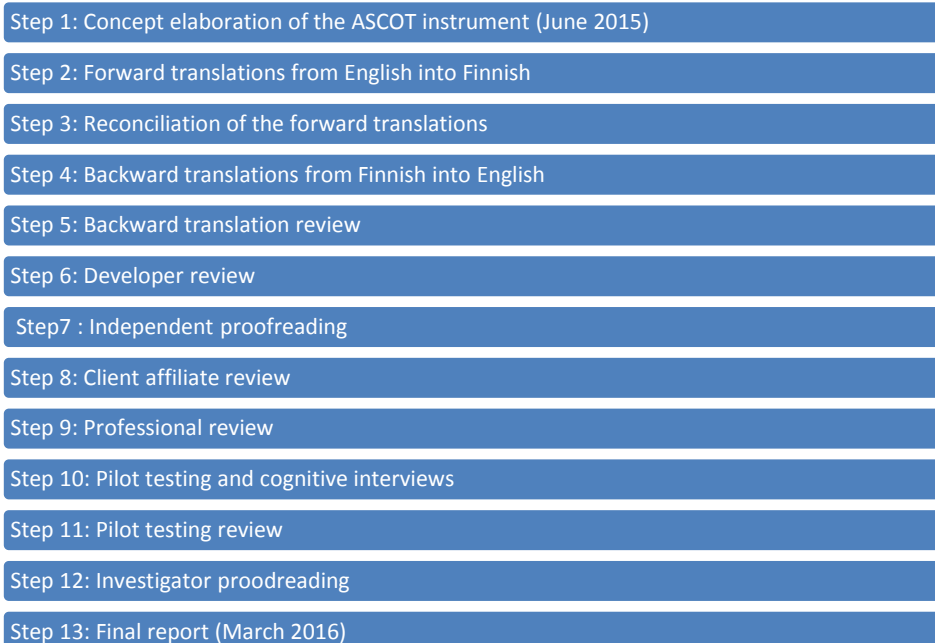 Step 1: Concept elaboration of the ASCOT instrument (June 2015)
Step 2: Forward translations from English into Finnish
Step 3: Reconciliation of the forward translations
Step 4: Backward translations from Finnish into English
Step 5: Backward translation review
Step 6: Developer review
Step7 : Independent proofreading
Step 8: Client affiliate review
Step 9: Professional review
Step 10: Pilot testing and cognitive interviews
Step 11: Pilot testing review
Step 12: Investigator proodreading
Step 13: Final report (March 2016)